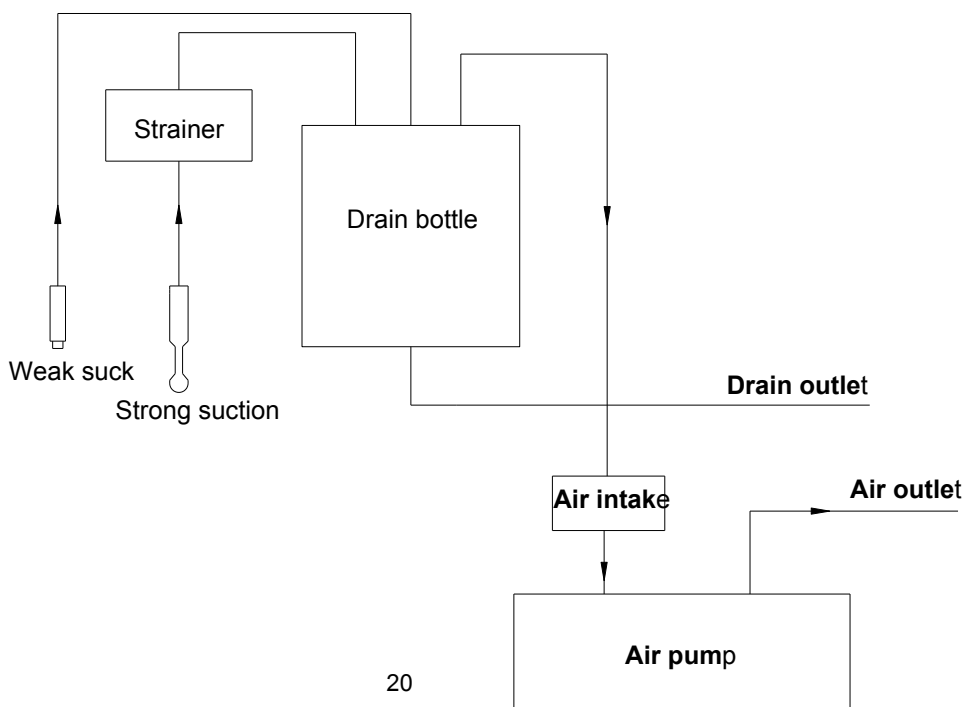 Strainer
Drain bottle
Weak suck
Strong suction
Drain outlet
Air intake
Air outlet
Air pump
20